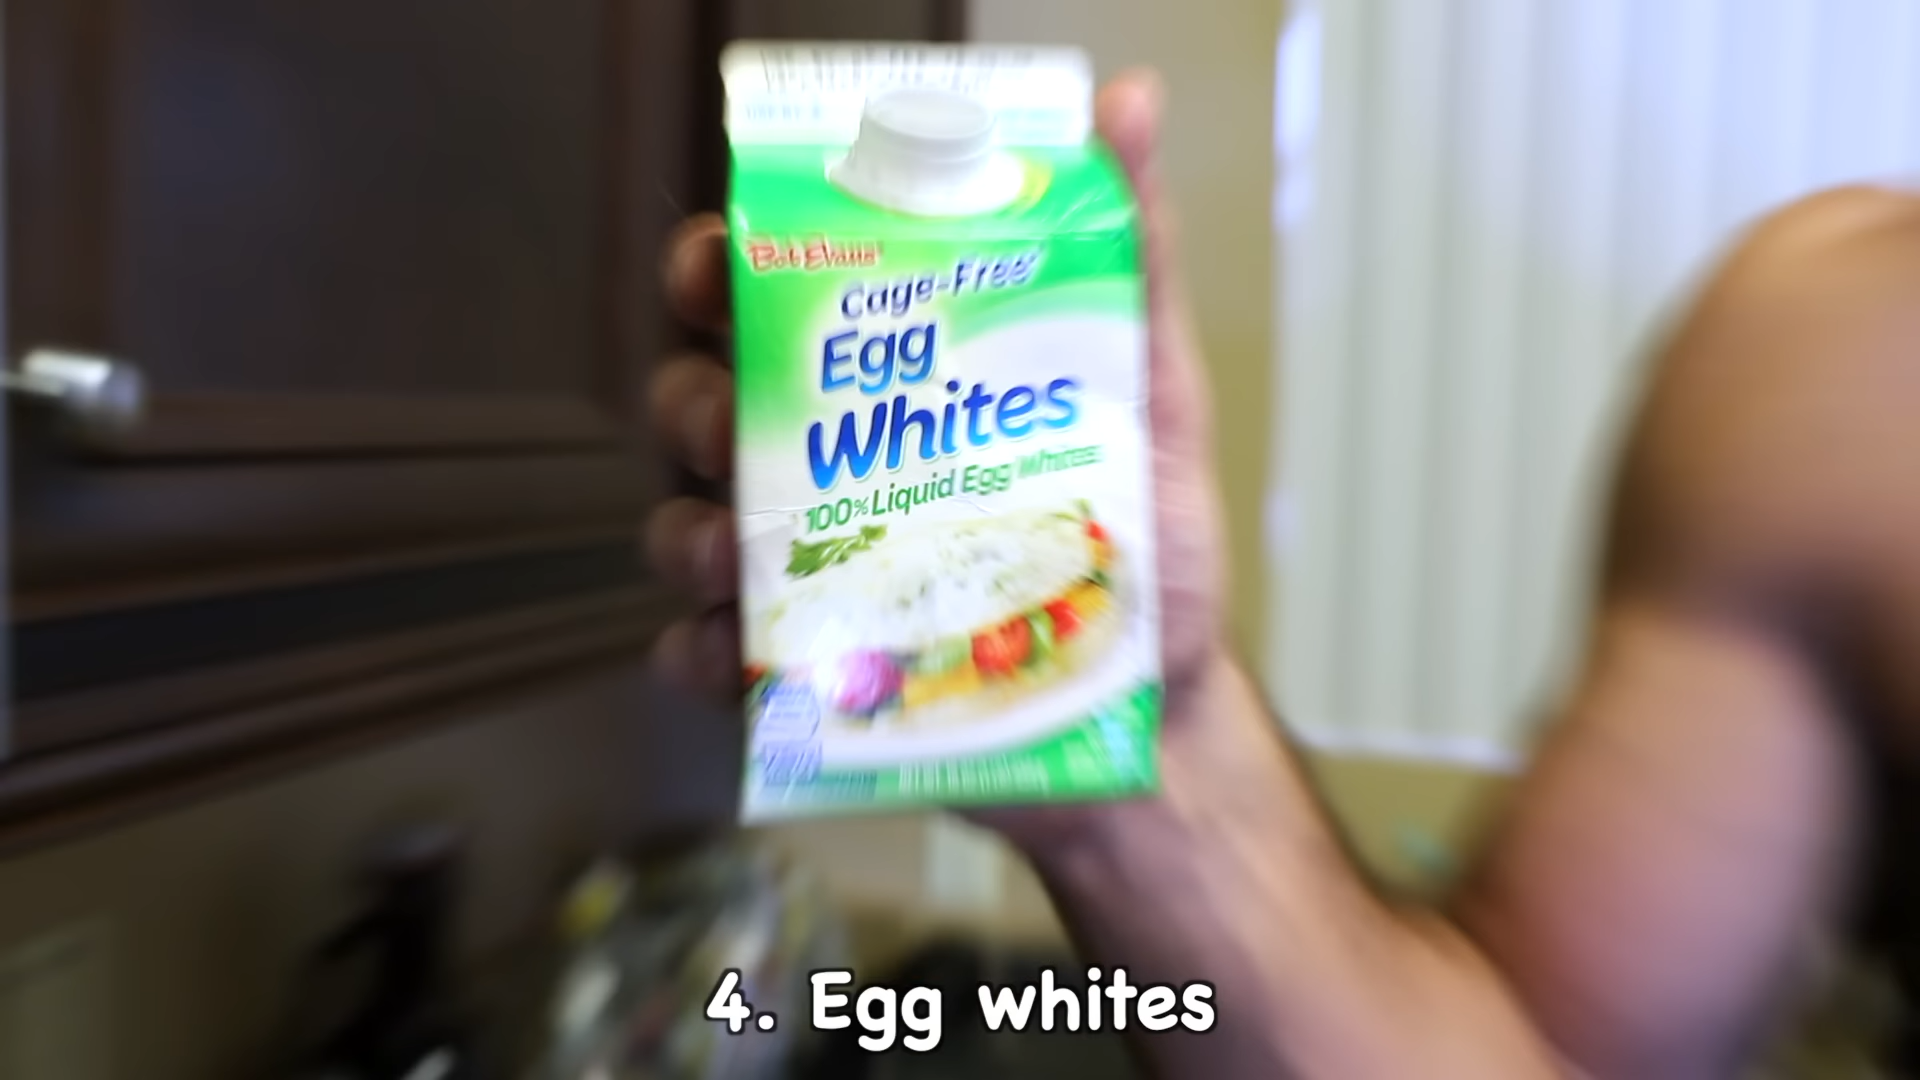 Bob Evans
Cage-Free
Egg
Whites
100% Liquid Egg Whites
4. Egg whites